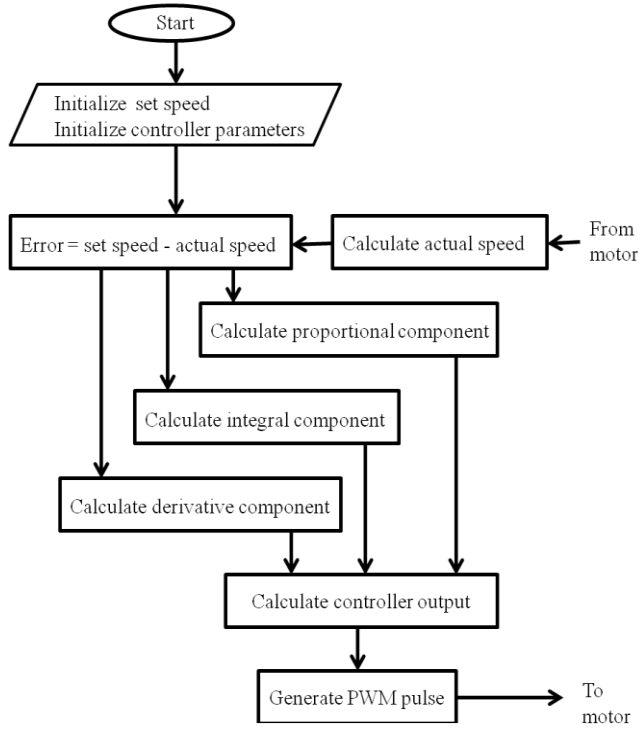 Start
Initialize set speed
Initialize controller parameters
Error = set speed - actual speed
Calculate actual speed
From
motor
Calculate proportional component
Calculate integral component
Calculate derivative component
Calculate controller output
Generate PWM pulse
To
motor